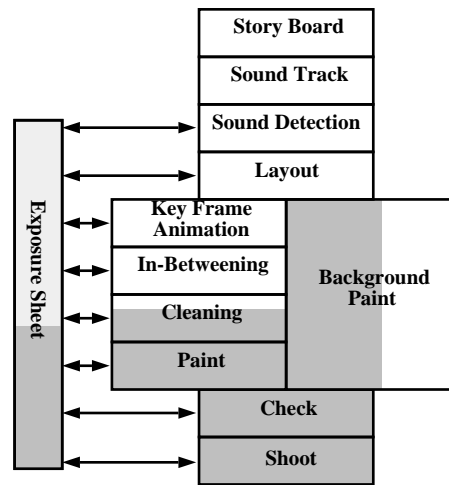 Story Board
Sound Track
Sound Detection
Layout
Exposure Sheet
Key Frame
Animation
In-Betweening
Background
Paint
Cleaning
Paint
Check
Shoot